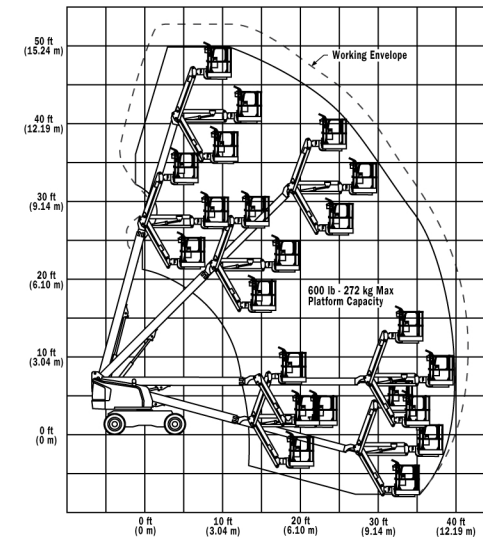 50 ft
(15.24 m)
Working Envelope
40 ft
(12.19 m)
30 ft
(9.14 m)
20 ft
(6.10 m)
600 lb - 272 kg Max
Platform Capacity
10 ft
(3.04 m)
0 ft
(0 m)
0 ft
(0 m)
10 ft
(3.04 m)
20 ft
(6.10 m)
30 ft
(9.14 m)
40 ft
(12.19 m)